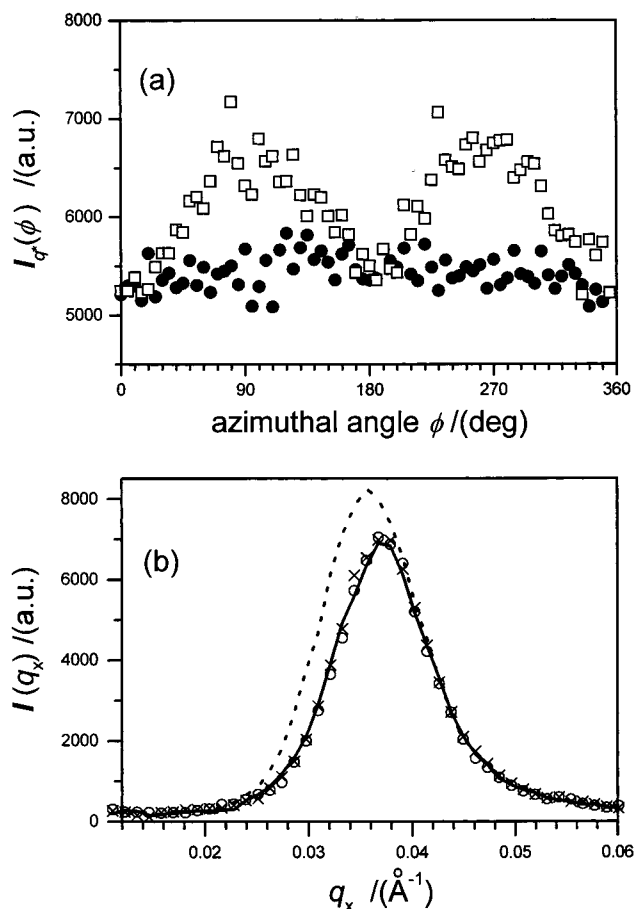 8000
7000
6000
5000
(a)
I_{q*}(ϕ) /(a.u.)
0 90 180 270 360
azimuthal angle ϕ /(deg)
8000
6000
4000
2000
0
(b)
I(q_x) /(a.u.)
0.02 0.03 0.04 0.05 0.06
q_x /(Å^{-1})